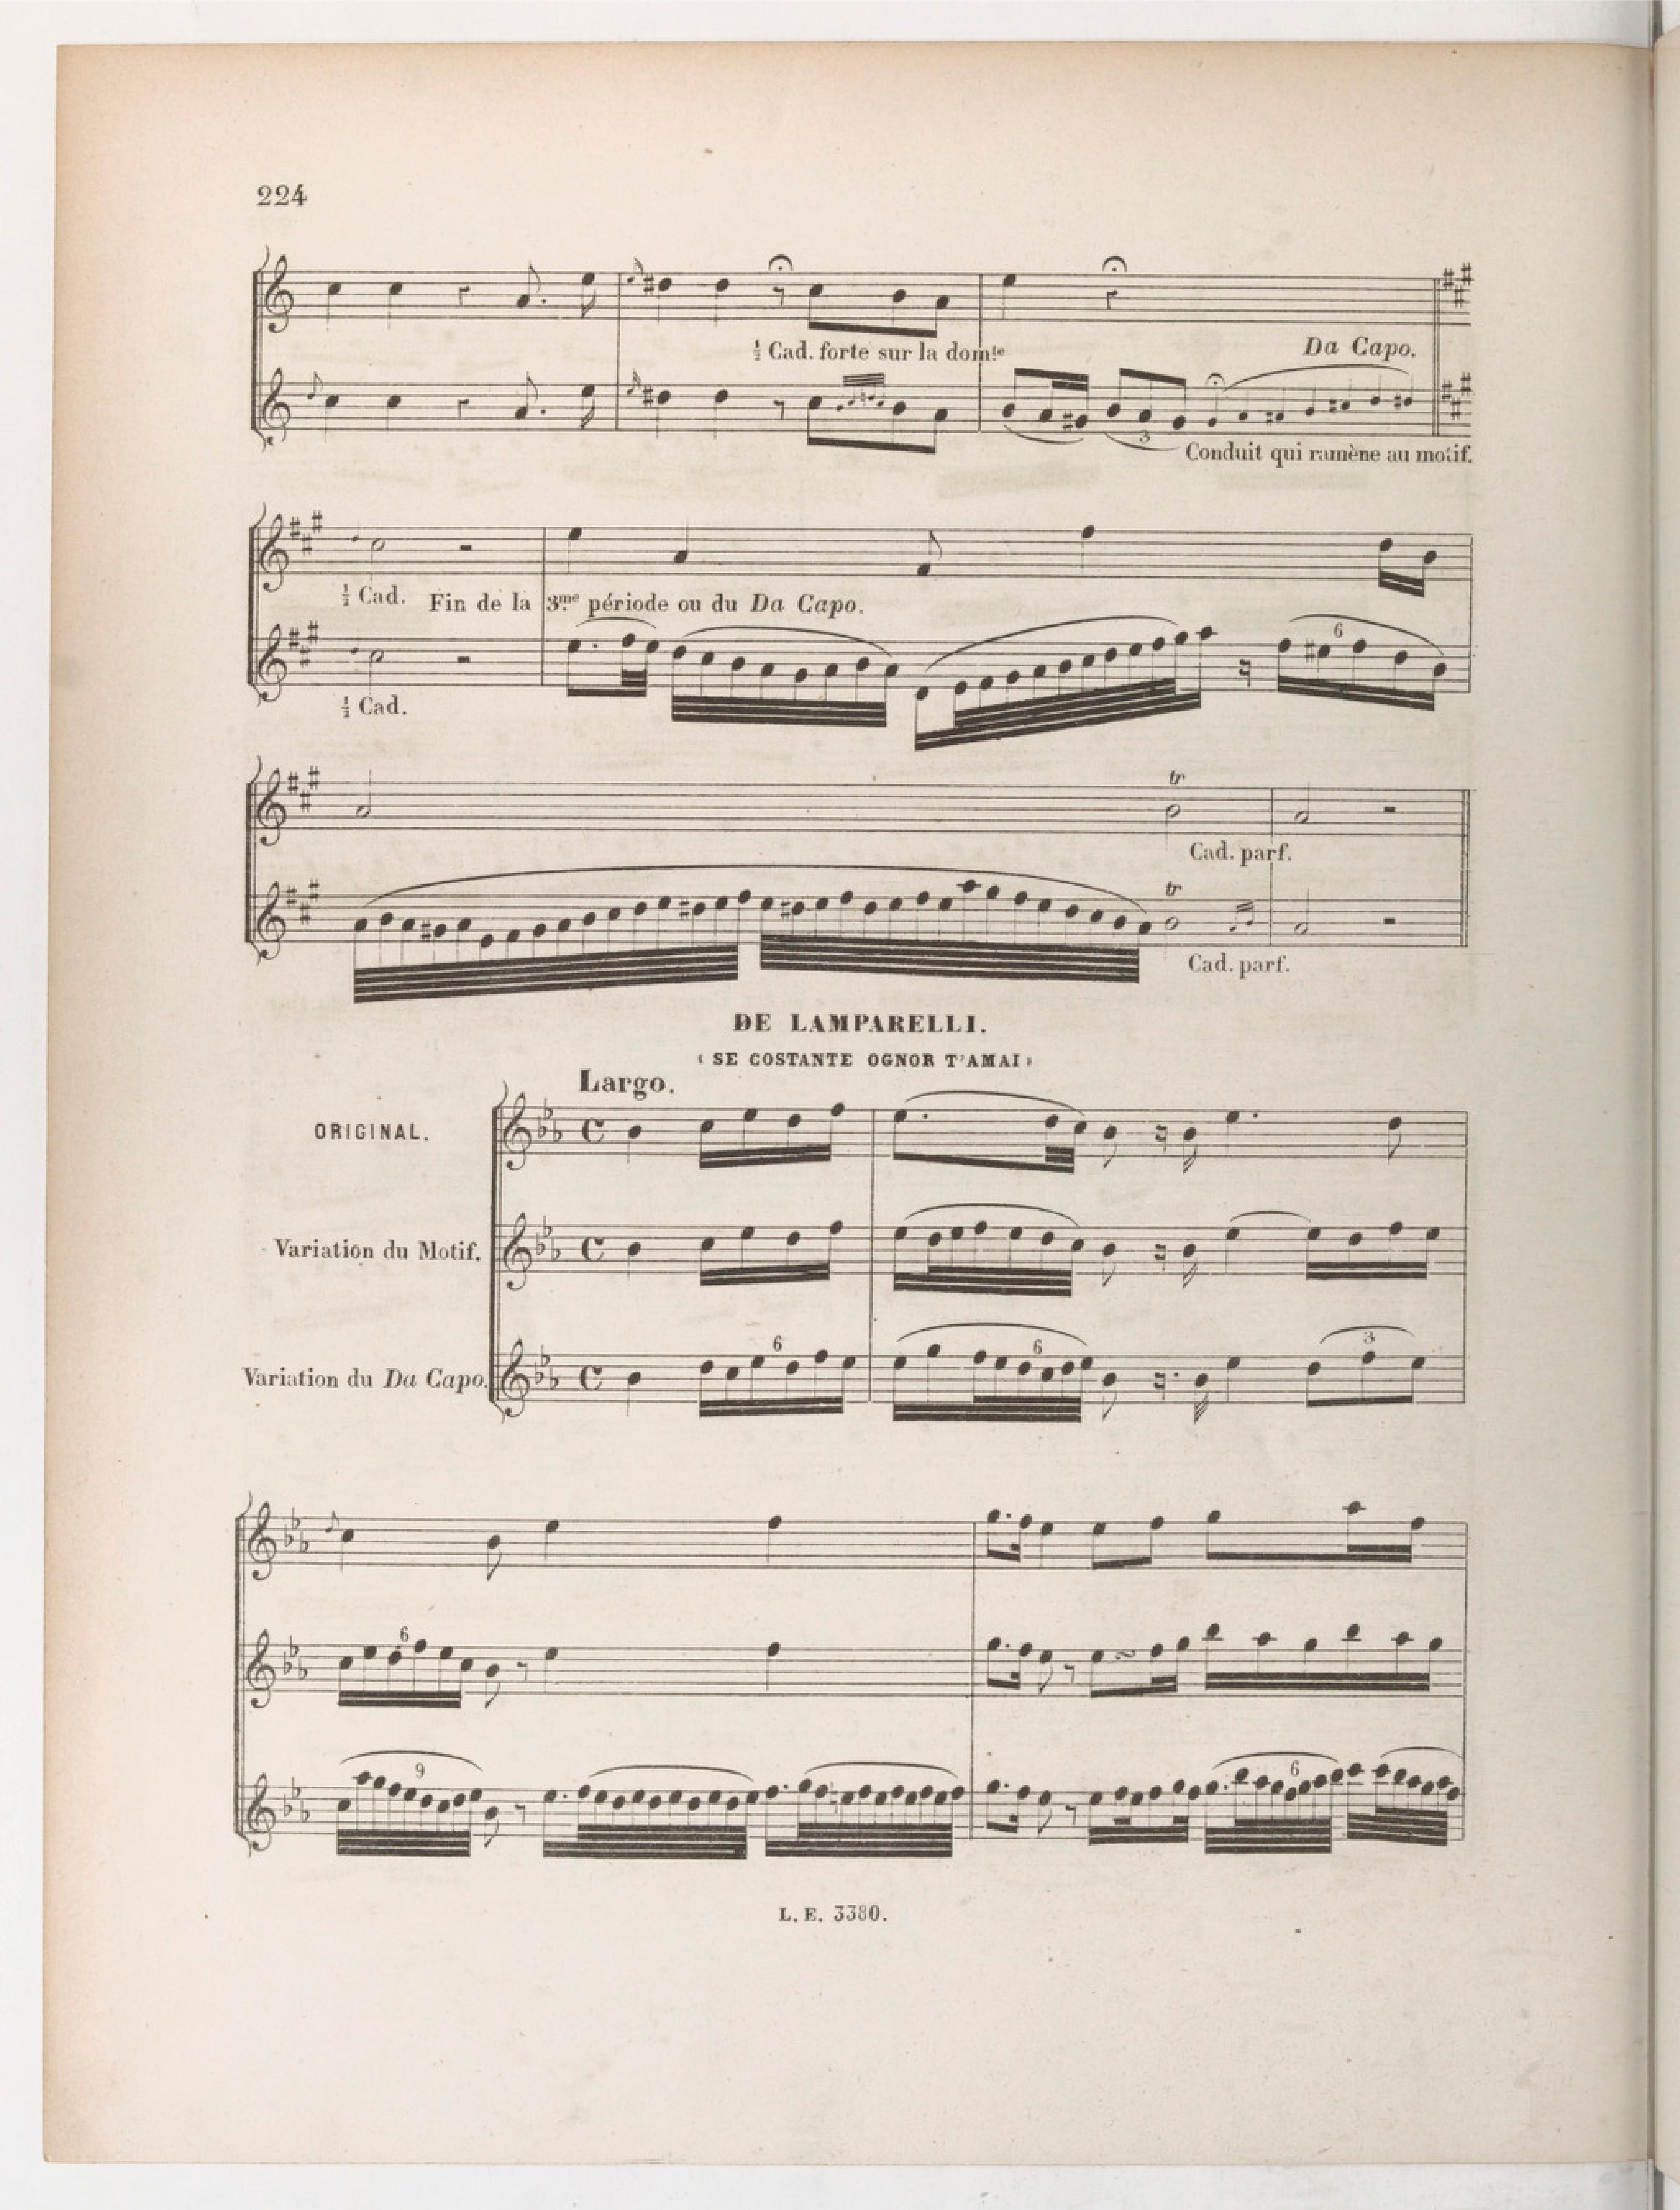 224
½ Cad. forte sur la dom.te
Da Capo.
3
Conduit qui ramène au motif.
½ Cad. Fin de la 3.me période ou du Da Capo.
6
½ Cad.
tr
Cad. parf.
tr
Cad. parf.
DE LAMPARELLI.
( SE COSTANTE OGNOR T'AMAI )
Largo.
ORIGINAL.
Variation du Motif.
6 6 3
Variation du Da Capo.
6
9 6
L. E. 3380.